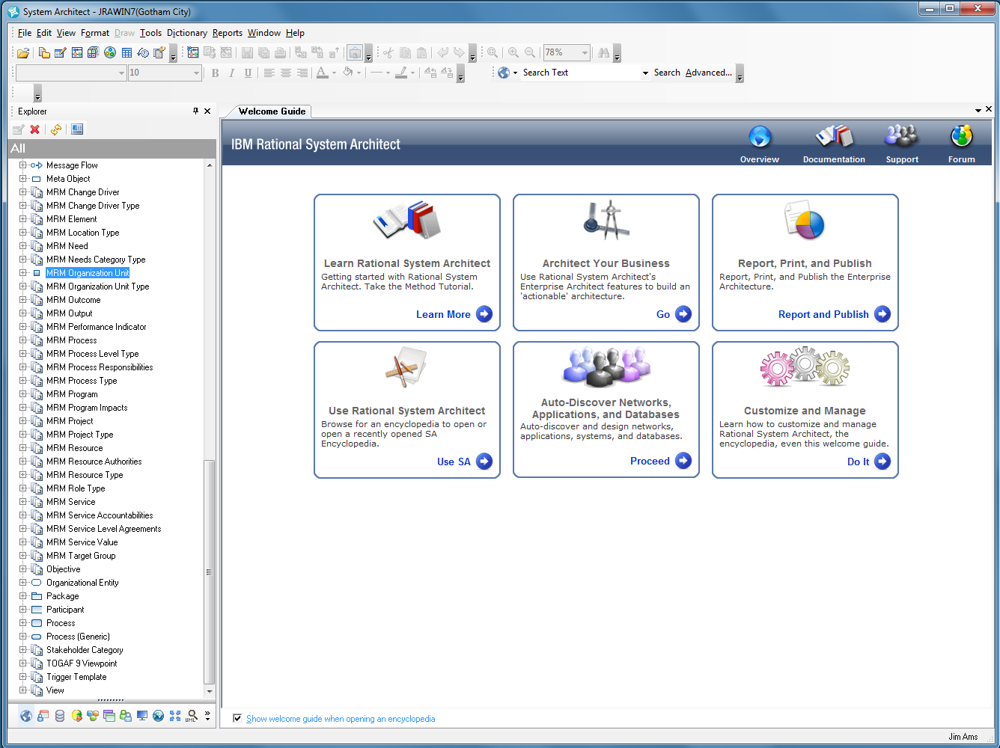 System Architect - JRAWIN7(Gotham City)
File Edit View Format Draw Tools Dictionary Reports Window Help
78%
10
B I U
A
Search Text
Search Advanced...
Explorer
Welcome Guide
All
IBM Rational System Architect
Overview
Documentation
Support
Forum
Message Flow
Meta Object
MRM Change Driver
MRM Change Driver Type
MRM Element
MRM Location Type
MRM Need
MRM Needs Category Type
MRM Organization Unit
MRM Organization Unit Type
MRM Outcome
MRM Output
MRM Performance Indicator
MRM Process
MRM Process Level Type
MRM Process Responsibilities
MRM Process Type
MRM Program
MRM Program Impacts
MRM Project
MRM Project Type
MRM Resource
MRM Resource Authorities
MRM Resource Type
MRM Role Type
MRM Service
MRM Service Accountabilities
MRM Service Level Agreements
MRM Service Value
MRM Target Group
Objective
Organizational Entity
Package
Participant
Process
Process (Generic)
Stakeholder Category
TOGAF 9 Viewpoint
Trigger Template
View
UML
Learn Rational System Architect
Getting started with Rational System
Architect. Take the Method Tutorial.
Learn More
Architect Your Business
Use Rational System Architect's
Enterprise Architect features to build an
'actionable' architecture.
Go
Report, Print, and Publish
Report, Print, and Publish the Enterprise
Architecture.
Report and Publish
Use Rational System Architect
Browse for an encyclopedia to open or
open a recently opened SA
Encyclopedia.
Use SA
Auto-Discover Networks,
Applications, and Databases
Auto-discover and design networks,
applications, systems, and databases.
Proceed
Customize and Manage
Learn how to customize and manage
Rational System Architect, the
encyclopedia, even this welcome guide.
Do It
Show welcome guide when opening an encyclopedia
Jim Ams